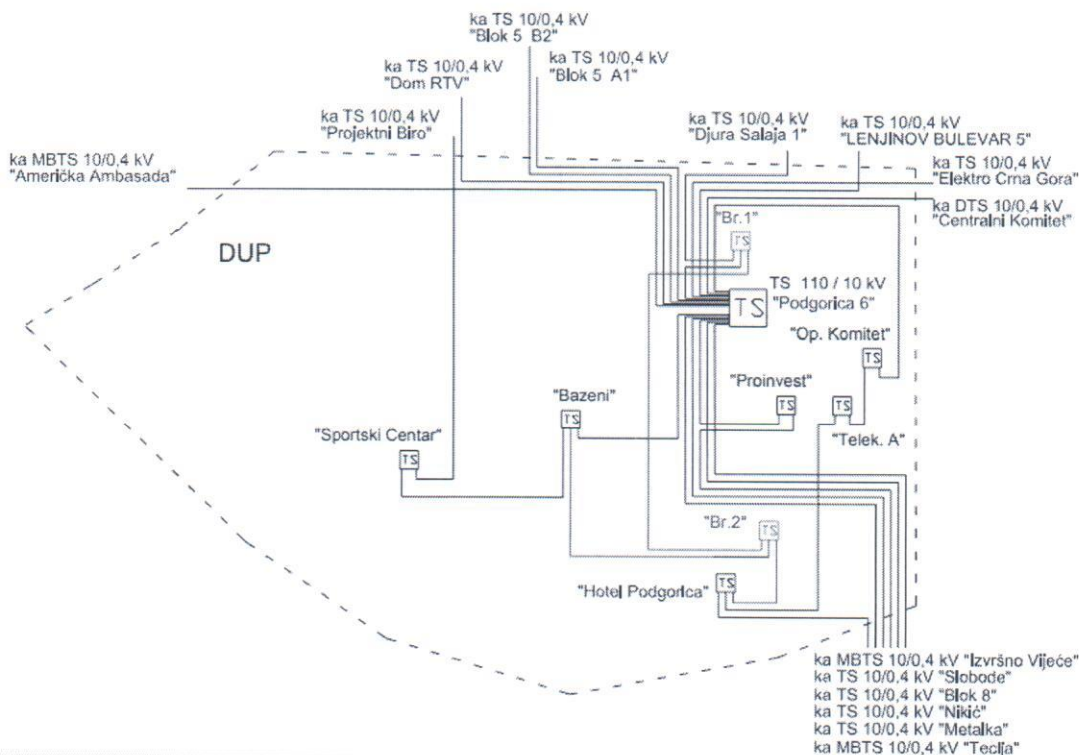 ka TS 10/0,4 kV
"Blok 5 B2"
ka TS 10/0,4 kV
"Blok 5 A1"
ka TS 10/0,4 kV
"Dom RTV"
ka TS 10/0,4 kV
"Projektni Biro"
ka TS 10/0,4 kV
"Djura Salaja 1"
ka TS 10/0,4 kV
"LENJINOV BULEVAR 5"
ka MBTS 10/0,4 kV
"Američka Ambasada"
ka TS 10/0,4 kV
"Elektro Crna Gora"
ka DTS 10/0,4 kV
"Centralni Komitet"
"Br.1"
TS
DUP
TS 110 / 10 kV
"Podgorica 6"
TS
"Op. Komitet"
TS
"Proinvest"
TS
TS
"Telek. A"
"Bazeni"
TS
"Sportski Centar"
TS
"Br.2"
TS
"Hotel Podgorica"
TS
ka MBTS 10/0,4 kV "Izvršno Vijeće"
ka TS 10/0,4 kV "Slobode"
ka TS 10/0,4 kV "Blok 8"
ka TS 10/0,4 kV "Nikić"
ka TS 10/0,4 kV "Metalka"
ka MBTS 10/0,4 kV "Teclja"